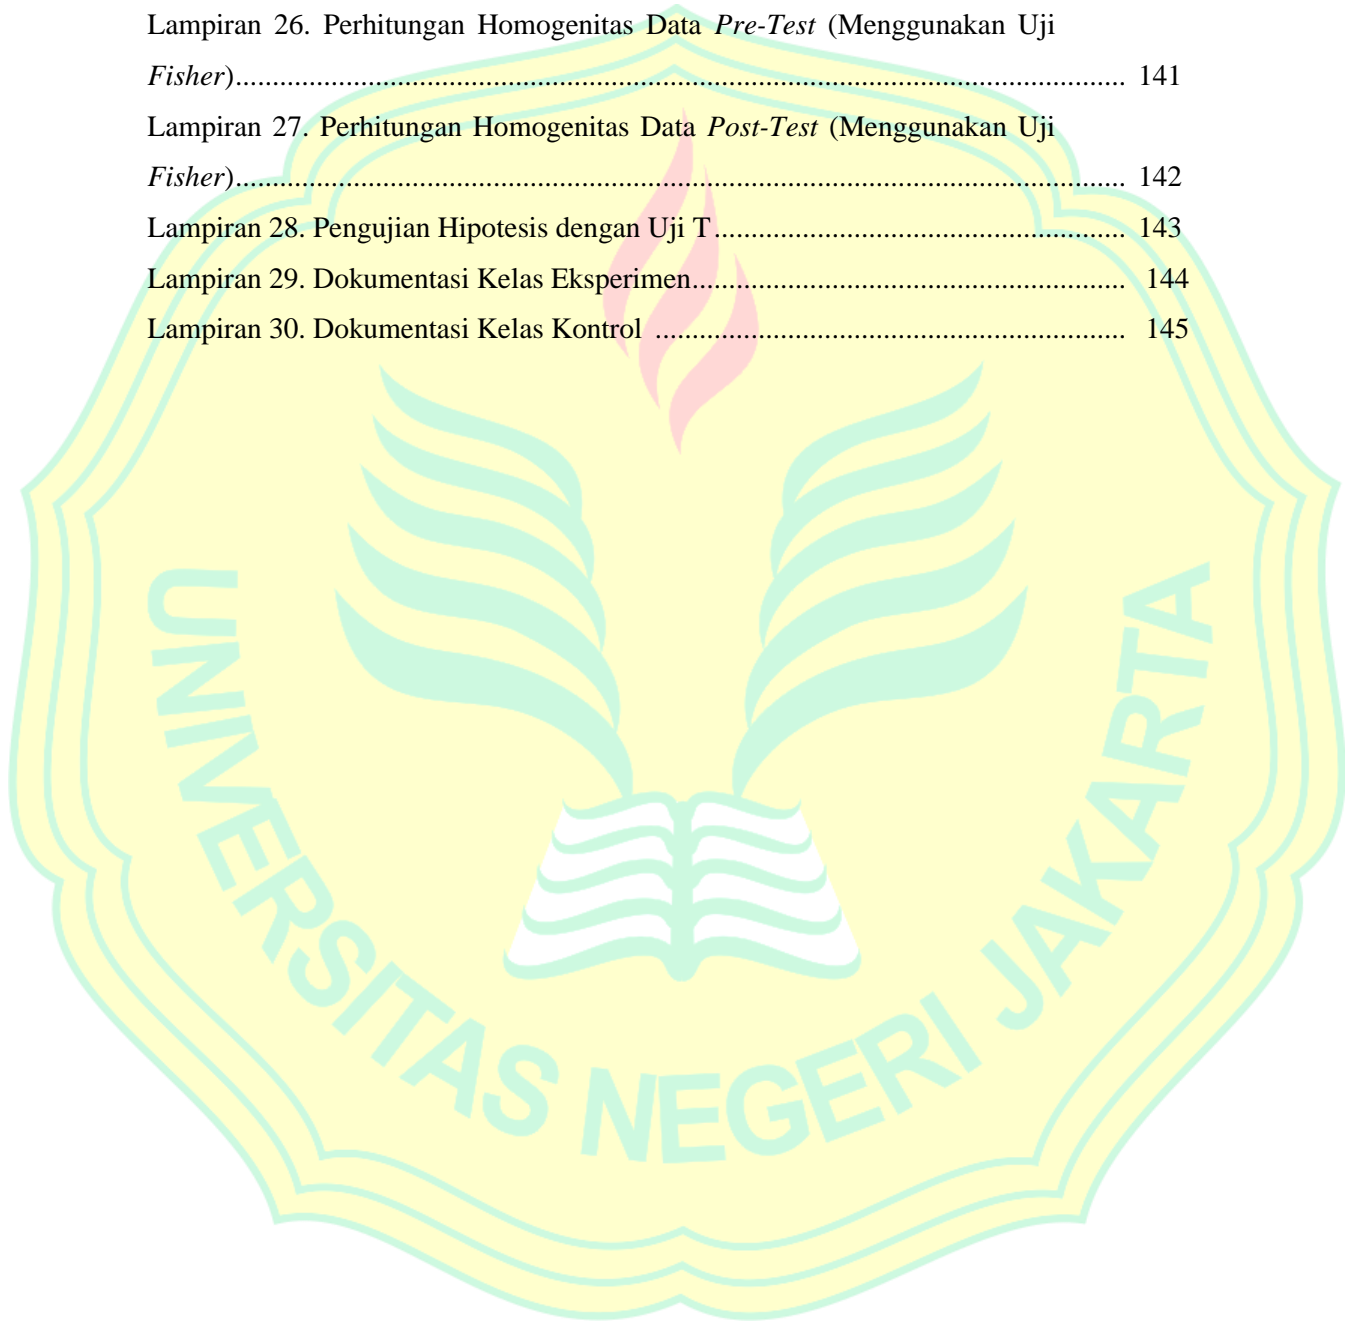 Lampiran 26. Perhitungan Homogenitas Data Pre-Test (Menggunakan Uji
Fisher)........................................................................................................................ 141
Lampiran 27. Perhitungan Homogenitas Data Post-Test (Menggunakan Uji
Fisher)........................................................................................................................ 142
Lampiran 28. Pengujian Hipotesis dengan Uji T....................................................... 143
Lampiran 29. Dokumentasi Kelas Eksperimen.......................................................... 144
Lampiran 30. Dokumentasi Kelas Kontrol ............................................................... 145
UNIVERSITAS NEGERI JAKARTA